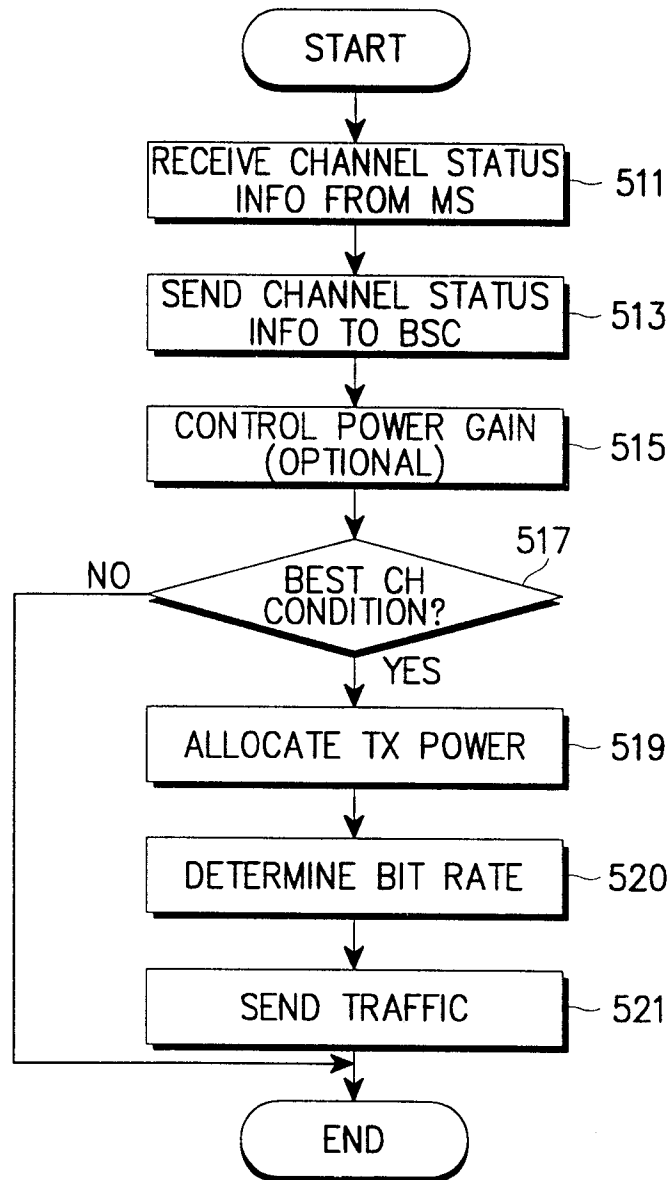 START
RECEIVE CHANNEL STATUS
INFO FROM MS
511
SEND CHANNEL STATUS
INFO TO BSC
513
CONTROL POWER GAIN
(OPTIONAL)
515
517
NO
BEST CH
CONDITION?
YES
ALLOCATE TX POWER
519
DETERMINE BIT RATE
520
SEND TRAFFIC
521
END